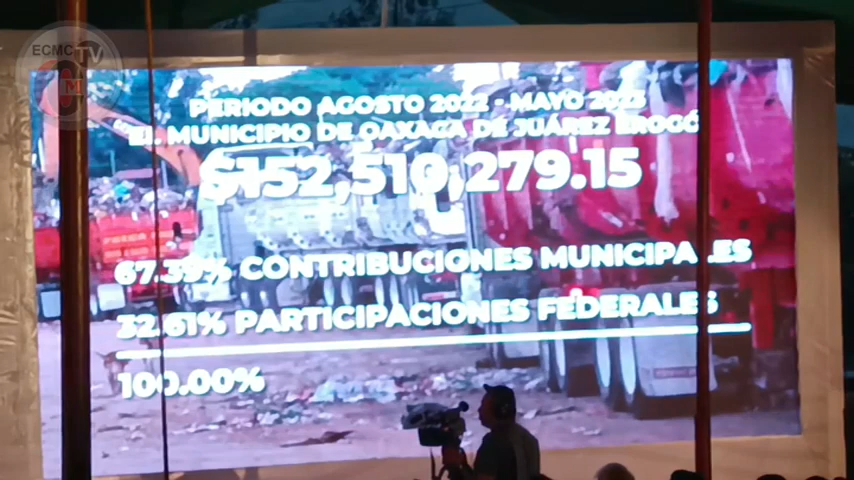 ECMC TV
M
PERIODO AGOSTO 2022 - MAYO 2023
EL MUNICIPIO DE OAXACA DE JUÁREZ EROGÓ
$152,510,279.15
67.39% CONTRIBUCIONES MUNICIPALES
32.61% PARTICIPACIONES FEDERALES
100.00%